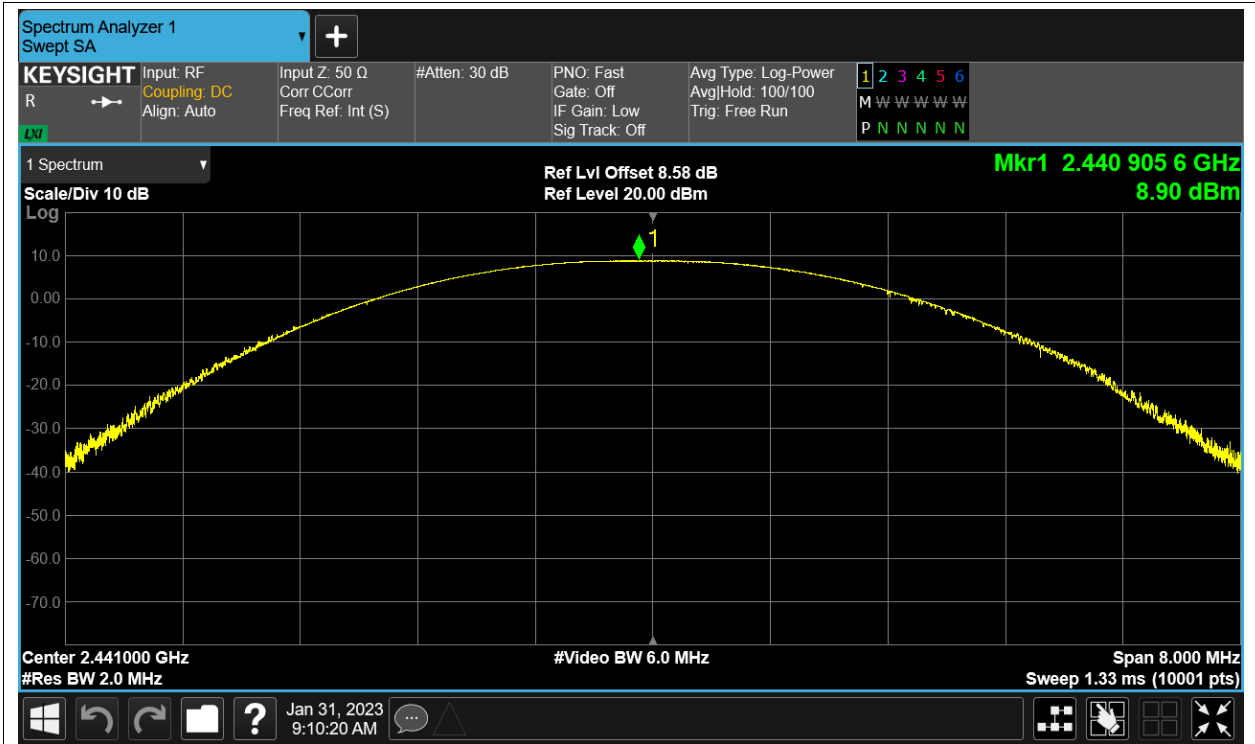 Spectrum Analyzer 1
Swept SA
+
KEYSIGHT
R
LXI
Input: RF
Coupling: DC
Align: Auto
Input Z: 50 Ω
Corr CCorr
Freq Ref: Int (S)
#Atten: 30 dB
PNO: Fast
Gate: Off
IF Gain: Low
Sig Track: Off
Avg Type: Log-Power
Avg|Hold: 100/100
Trig: Free Run
1 2 3 4 5 6
M W W W W W
P N N N N N
1 Spectrum
Scale/Div 10 dB
Log
Ref Lvl Offset 8.58 dB
Ref Level 20.00 dBm
Mkr1 2.440 905 6 GHz
8.90 dBm
1
10.0
0.00
-10.0
-20.0
-30.0
-40.0
-50.0
-60.0
-70.0
Center 2.441000 GHz
#Res BW 2.0 MHz
#Video BW 6.0 MHz
Span 8.000 MHz
Sweep 1.33 ms (10001 pts)
?
Jan 31, 2023
9:10:20 AM